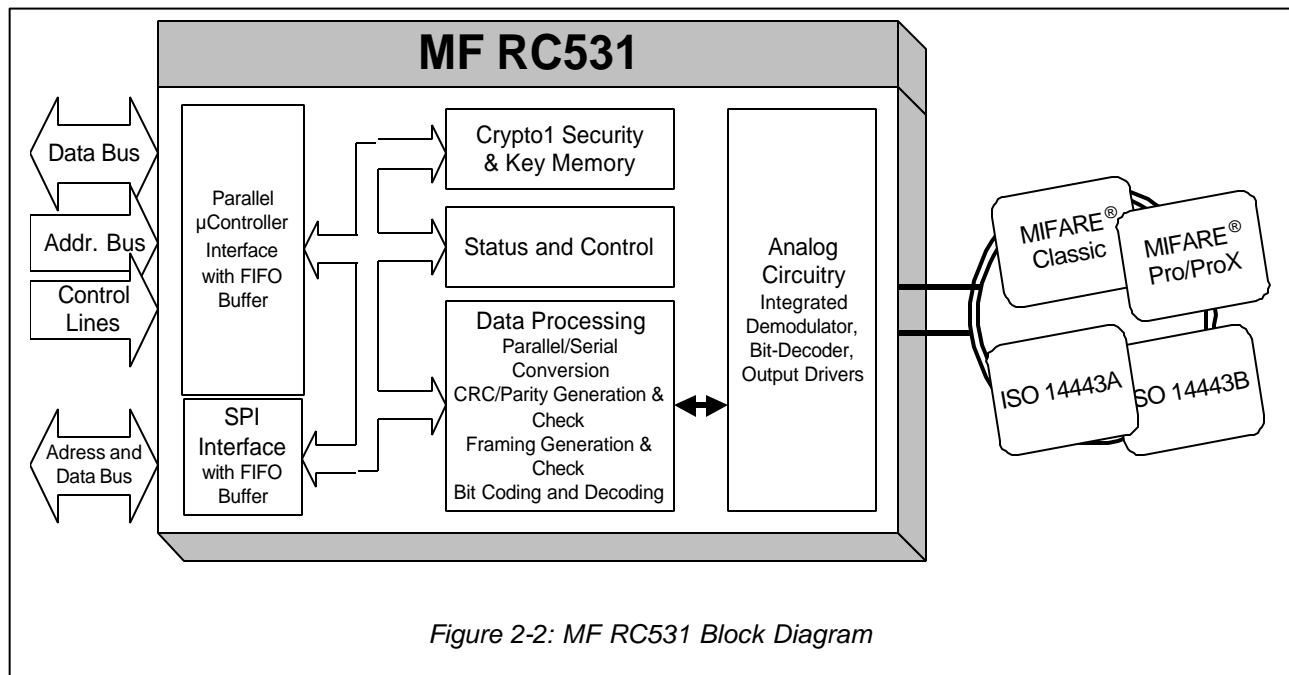 MF RC531
Data Bus
Addr. Bus
Control
Lines
Adress and
Data Bus
Parallel
µController
Interface
with FIFO
Buffer
SPI
Interface
with FIFO
Buffer
Crypto1 Security
& Key Memory
Status and Control
Data Processing
Parallel/Serial
Conversion
CRC/Parity Generation &
Check
Framing Generation &
Check
Bit Coding and Decoding
Analog
Circuitry
Integrated
Demodulator,
Bit-Decoder,
Output Drivers
MIFARE®
Classic
MIFARE®
Pro/ProX
ISO 14443A
SO 14443B
Figure 2-2: MF RC531 Block Diagram